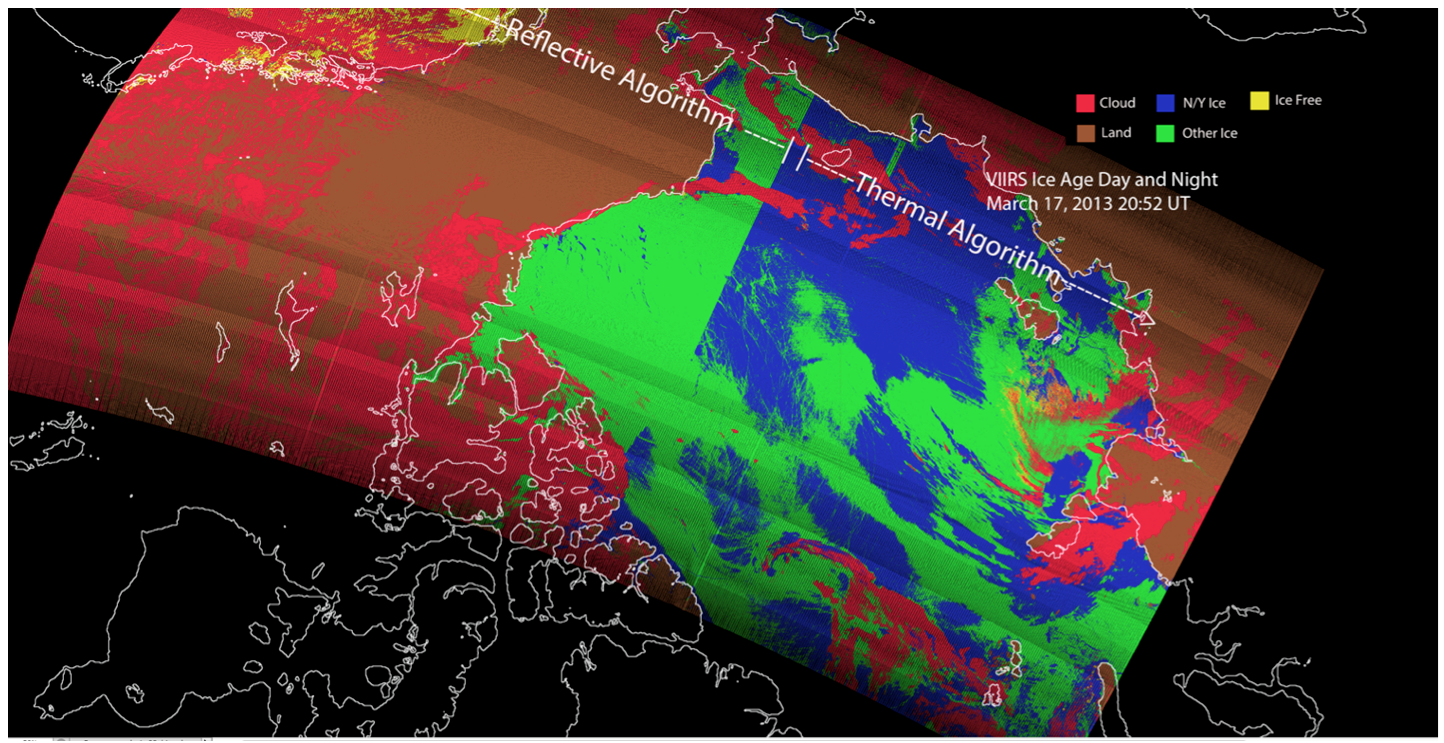 Reflective Algorithm
Cloud
N/Y Ice
Ice Free
Land
Other Ice
VIIRS Ice Age Day and Night
March 17, 2013 20:52 UT
Thermal Algorithm